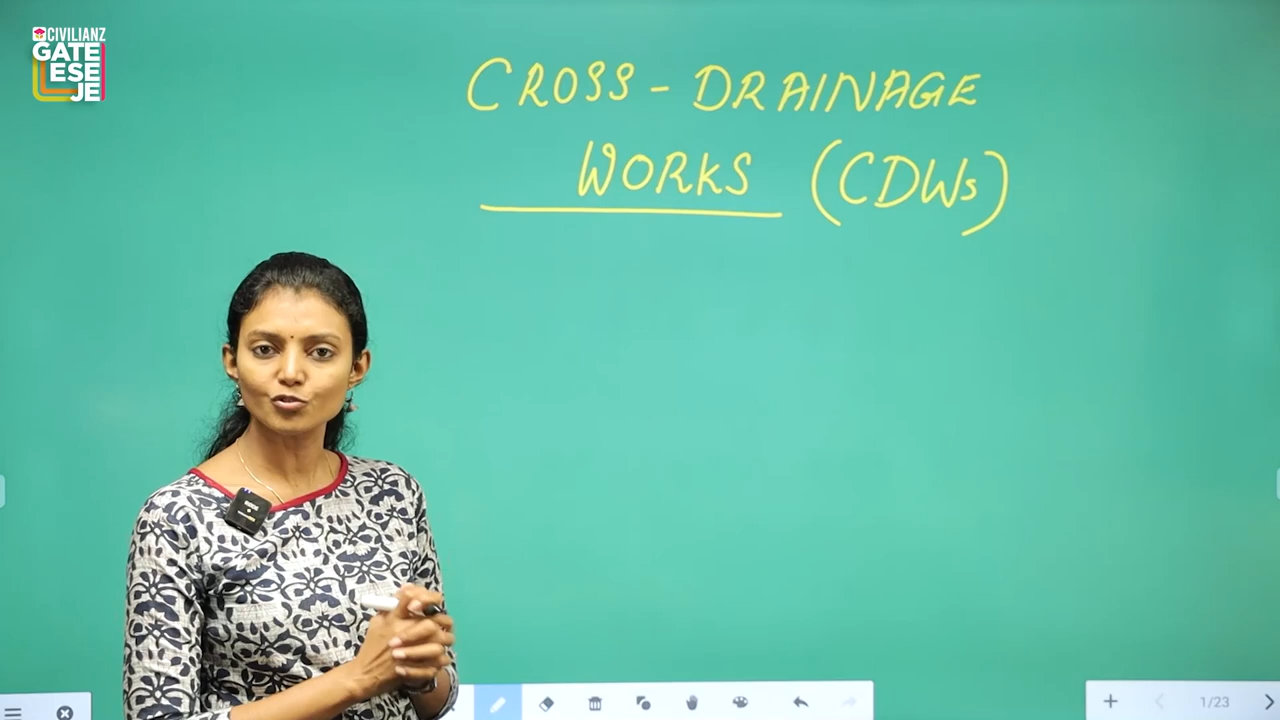 CIVILIANZ
GATE
ESE
JE
CROSS-DRAINAGE
WORKS (CDWs)
1/23